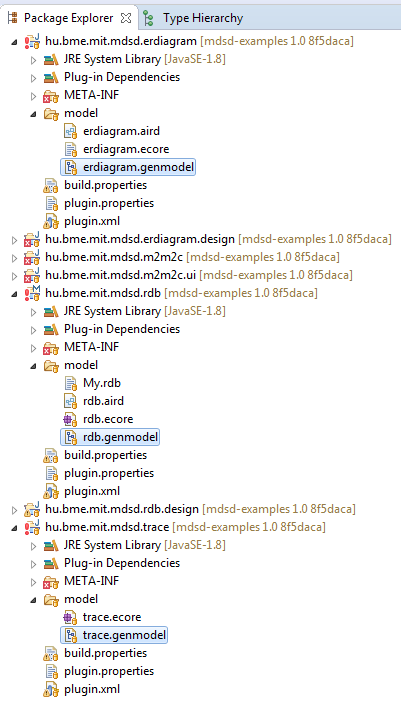 Package Explorer Type Hierarchy
hu.bme.mit.mdsd.erdiagram [mdsd-examples 1.0 8f5daca]
JRE System Library [JavaSE-1.8]
Plug-in Dependencies
META-INF
model
erdiagram.aird
erdiagram.ecore
erdiagram.genmodel
build.properties
plugin.properties
plugin.xml
hu.bme.mit.mdsd.erdiagram.design [mdsd-examples 1.0 8f5daca]
hu.bme.mit.mdsd.m2m2c [mdsd-examples 1.0 8f5daca]
hu.bme.mit.mdsd.m2m2c.ui [mdsd-examples 1.0 8f5daca]
hu.bme.mit.mdsd.rdb [mdsd-examples 1.0 8f5daca]
JRE System Library [JavaSE-1.8]
Plug-in Dependencies
META-INF
model
My.rdb
rdb.aird
rdb.ecore
rdb.genmodel
build.properties
plugin.properties
plugin.xml
hu.bme.mit.mdsd.rdb.design [mdsd-examples 1.0 8f5daca]
hu.bme.mit.mdsd.trace [mdsd-examples 1.0 8f5daca]
JRE System Library [JavaSE-1.8]
Plug-in Dependencies
META-INF
model
trace.ecore
trace.genmodel
build.properties
plugin.properties
plugin.xml